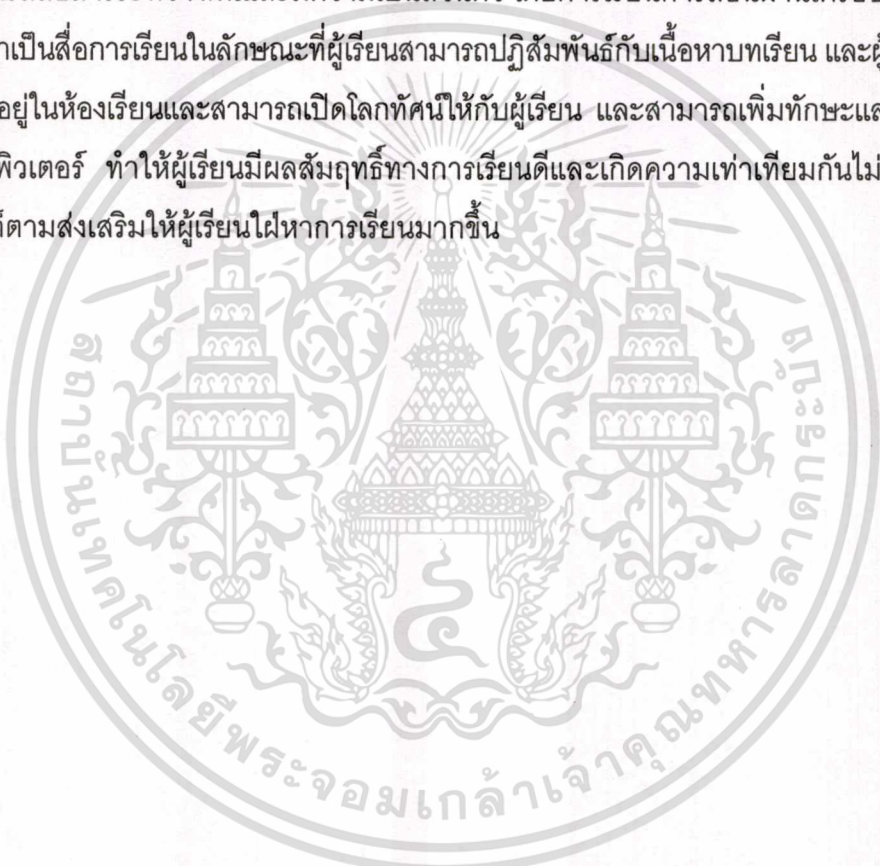 าเป็นสื่อการเรียนในลักษณะที่ผู้เรียนสามารถปฏิสัมพันธ์กับเนื้อหาบทเรียน และผู้
อยู่ในห้องเรียนและสามารถเปิดโลกทัศน์ให้กับผู้เรียน และสามารถเพิ่มทักษะแล
พิวเตอร์ ทำให้ผู้เรียนมีผลสัมฤทธิ์ทางการเรียนดีและเกิดความเท่าเทียมกันไม่
ก็ตามส่งเสริมให้ผู้เรียนใฝ่หาการเรียนมากขึ้น
สถาบันเทคโนโลยีพระจอมเกล้าเจ้าคุณทหารลาดกระบัง